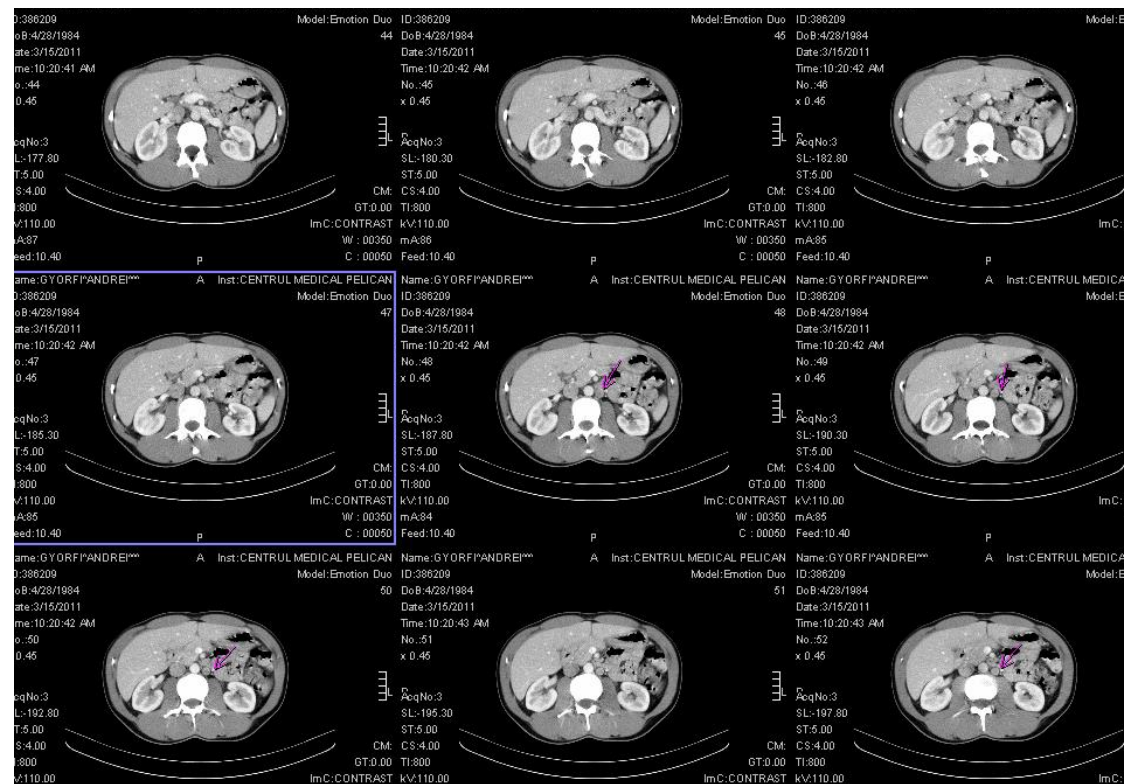 D:386209 Model:Emotion Duo
oB:4/28/1984 44
ate:3/15/2011
me:10:20:41 AM
o.:44
0.45
L
cqNo:3
L:-177.80
T:5.00
S:4.00 CM:
:800 GT:0.00
V:110.00 ImC:CONTRAST
A:87 W : 00350
eed:10.40 P C : 00050
ID:386209 Model:Emotion Duo
DoB:4/28/1984 45
Date:3/15/2011
Time:10:20:42 AM
No.:45
x 0.45
L
AcqNo:3
SL:-180.30
ST:5.00
CS:4.00 CM:
TI:800 GT:0.00
kV:110.00 ImC:CONTRAST
mA:86 W : 00350
Feed:10.40 P C : 00050
ID:386209 Model:E
DoB:4/28/1984
Date:3/15/2011
Time:10:20:42 AM
No.:46
x 0.45
AcqNo:3
SL:-182.80
ST:5.00
CS:4.00
TI:800
kV:110.00 ImC:
mA:85
Feed:10.40 P
ame:GYORFI^ANDREI^^^ A Inst:CENTRUL MEDICAL PELICAN
D:386209 Model:Emotion Duo
oB:4/28/1984 47
ate:3/15/2011
me:10:20:42 AM
o.:47
0.45
L
cqNo:3
L:-185.30
T:5.00
S:4.00 CM:
:800 GT:0.00
V:110.00 ImC:CONTRAST
A:85 W : 00350
eed:10.40 P C : 00050
Name:GYORFI^ANDREI^^^ A Inst:CENTRUL MEDICAL PELICAN
ID:386209 Model:Emotion Duo
DoB:4/28/1984 48
Date:3/15/2011
Time:10:20:42 AM
No.:48
x 0.45
L
AcqNo:3
SL:-187.80
ST:5.00
CS:4.00 CM:
TI:800 GT:0.00
kV:110.00 ImC:CONTRAST
mA:84 W : 00350
Feed:10.40 P C : 00050
Name:GYORFI^ANDREI^^^ A Inst:CENTRUL MEDICA
ID:386209 Model:E
DoB:4/28/1984
Date:3/15/2011
Time:10:20:42 AM
No.:49
x 0.45
AcqNo:3
SL:-190.30
ST:5.00
CS:4.00
TI:800
kV:110.00 ImC:
mA:85
Feed:10.40 P
ame:GYORFI^ANDREI^^^ A Inst:CENTRUL MEDICAL PELICAN
D:386209 Model:Emotion Duo
oB:4/28/1984 50
ate:3/15/2011
me:10:20:42 AM
o.:50
0.45
L
cqNo:3
L:-192.80
T:5.00
S:4.00 CM:
:800 GT:0.00
V:110.00 ImC:CONTRAST
Name:GYORFI^ANDREI^^^ A Inst:CENTRUL MEDICAL PELICAN
ID:386209 Model:Emotion Duo
DoB:4/28/1984 51
Date:3/15/2011
Time:10:20:43 AM
No.:51
x 0.45
L
AcqNo:3
SL:-195.30
ST:5.00
CS:4.00 CM:
TI:800 GT:0.00
kV:110.00 ImC:CONTRAST
Name:GYORFI^ANDREI^^^ A Inst:CENTRUL MEDICA
ID:386209 Model:E
DoB:4/28/1984
Date:3/15/2011
Time:10:20:43 AM
No.:52
x 0.45
AcqNo:3
SL:-197.80
ST:5.00
CS:4.00
TI:800
kV:110.00 ImC: